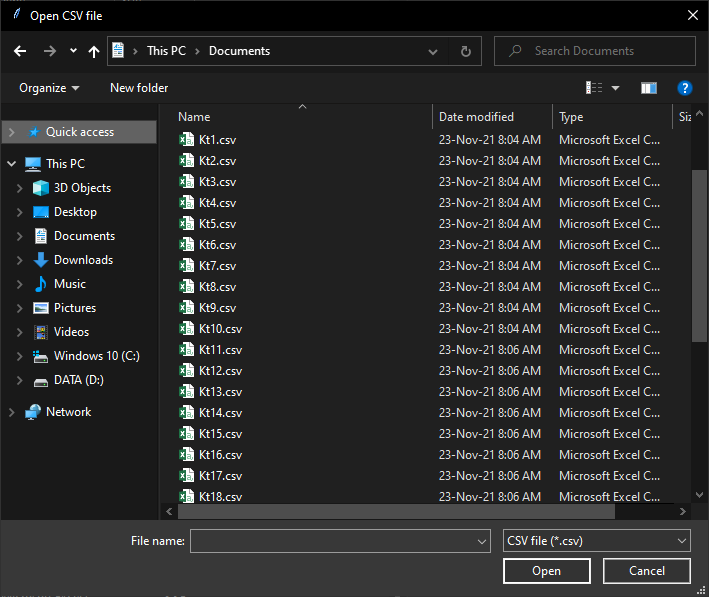 Open CSV file
This PC Documents
Search Documents
Organize New folder
Name Date modified Type Siz
Quick access
This PC
3D Objects
Desktop
Documents
Downloads
Music
Pictures
Videos
Windows 10 (C:)
DATA (D:)
Network
Kt1.csv 23-Nov-21 8:04 AM Microsoft Excel C...
Kt2.csv 23-Nov-21 8:04 AM Microsoft Excel C...
Kt3.csv 23-Nov-21 8:04 AM Microsoft Excel C...
Kt4.csv 23-Nov-21 8:04 AM Microsoft Excel C...
Kt5.csv 23-Nov-21 8:04 AM Microsoft Excel C...
Kt6.csv 23-Nov-21 8:04 AM Microsoft Excel C...
Kt7.csv 23-Nov-21 8:04 AM Microsoft Excel C...
Kt8.csv 23-Nov-21 8:04 AM Microsoft Excel C...
Kt9.csv 23-Nov-21 8:04 AM Microsoft Excel C...
Kt10.csv 23-Nov-21 8:04 AM Microsoft Excel C...
Kt11.csv 23-Nov-21 8:06 AM Microsoft Excel C...
Kt12.csv 23-Nov-21 8:06 AM Microsoft Excel C...
Kt13.csv 23-Nov-21 8:06 AM Microsoft Excel C...
Kt14.csv 23-Nov-21 8:06 AM Microsoft Excel C...
Kt15.csv 23-Nov-21 8:06 AM Microsoft Excel C...
Kt16.csv 23-Nov-21 8:06 AM Microsoft Excel C...
Kt17.csv 23-Nov-21 8:06 AM Microsoft Excel C...
Kt18.csv 23-Nov-21 8:06 AM Microsoft Excel C...
File name: CSV file (*.csv)
Open Cancel